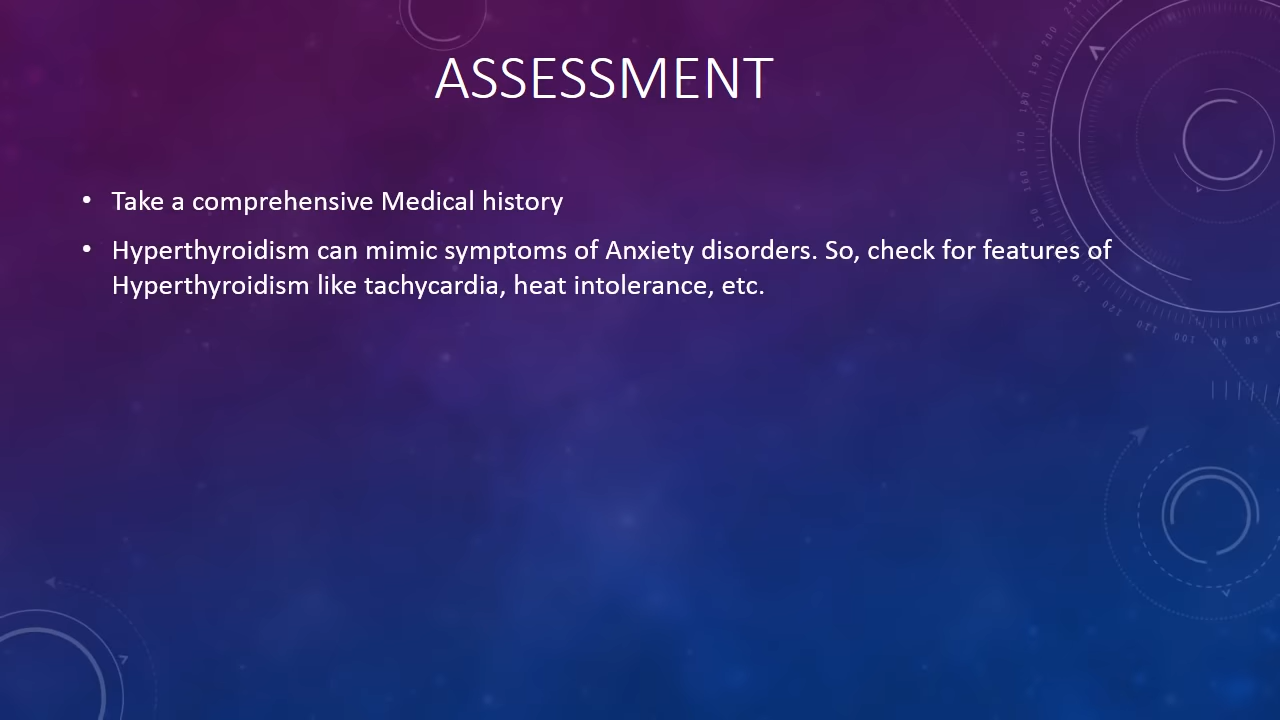 ASSESSMENT
• Take a comprehensive Medical history
• Hyperthyroidism can mimic symptoms of Anxiety disorders. So, check for features of
Hyperthyroidism like tachycardia, heat intolerance, etc.